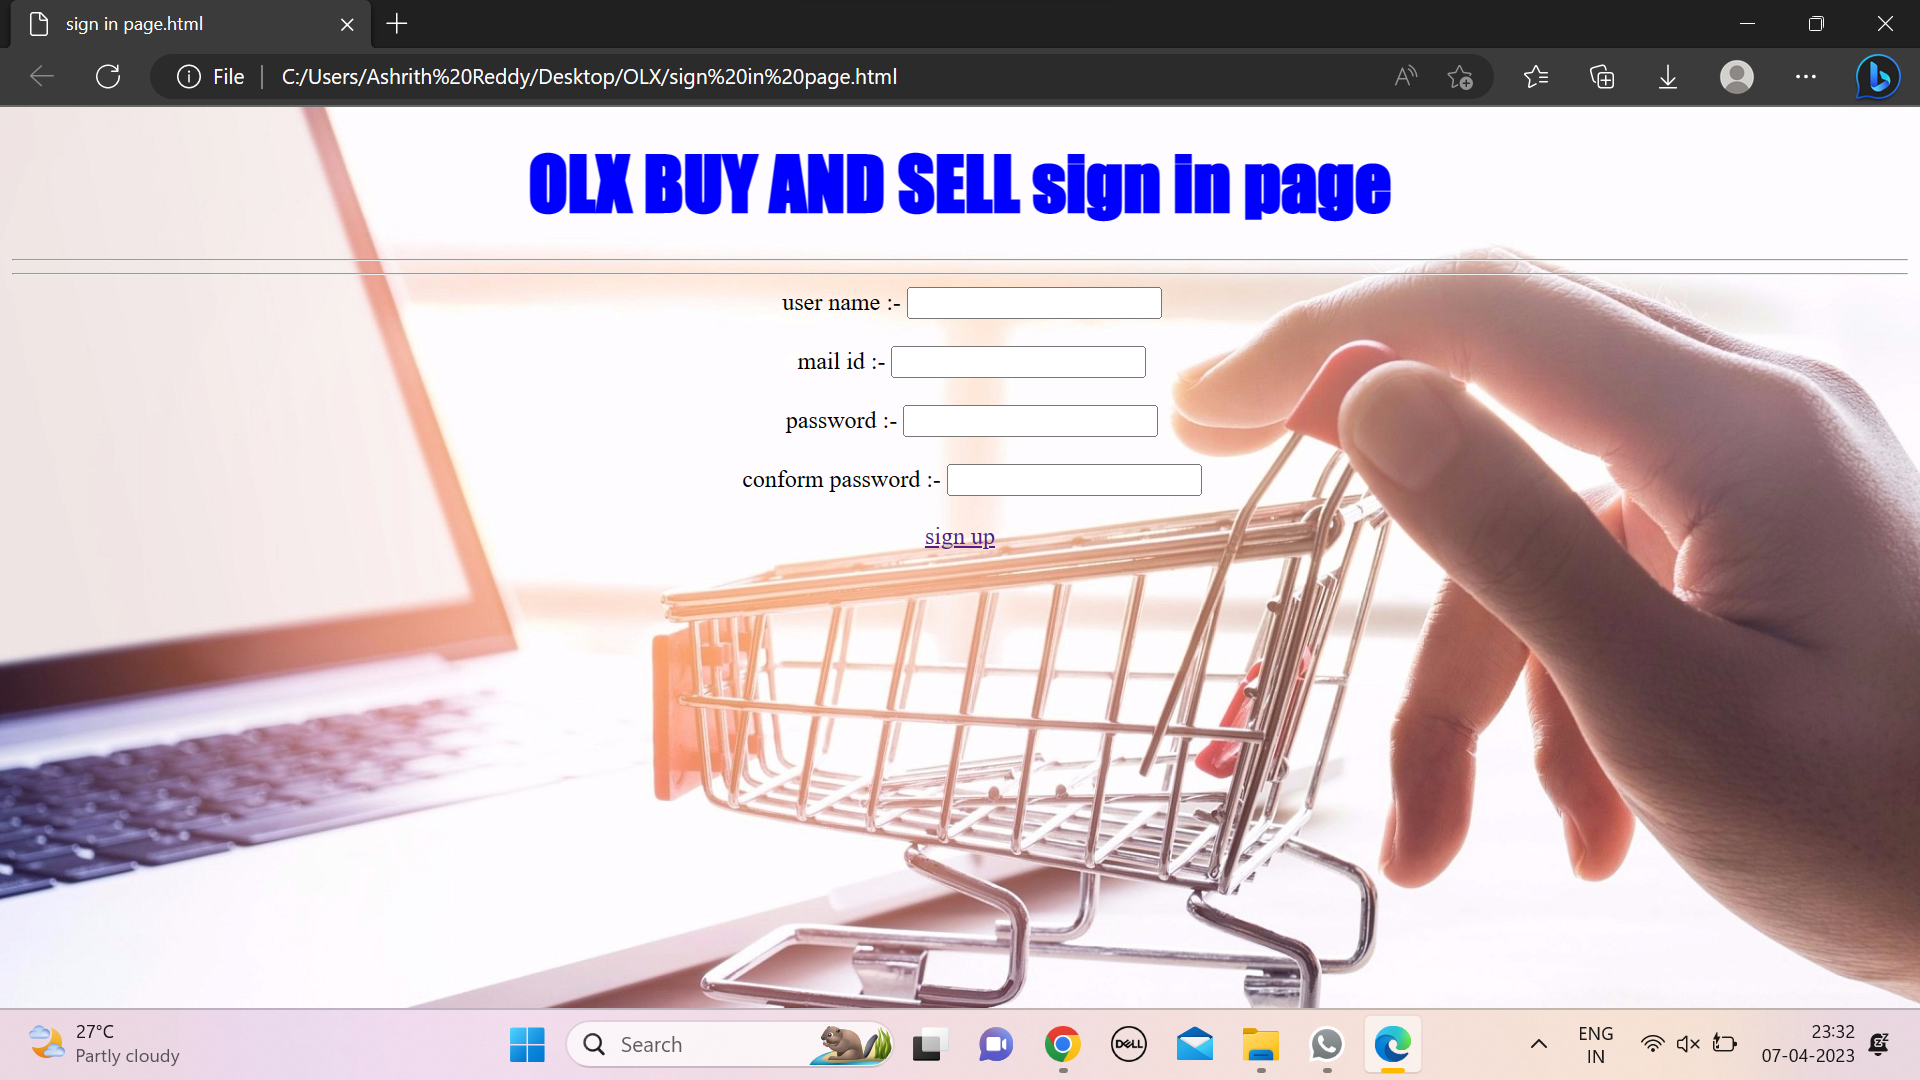 sign in page.html
File
C:/Users/Ashrith%20Reddy/Desktop/OLX/sign%20in%20page.html
OLX BUY AND SELL sign in page
user name :-
mail id :-
password :-
conform password :-
sign up
27°C
Partly cloudy
Search
DELL
ENG
IN
23:32
07-04-2023